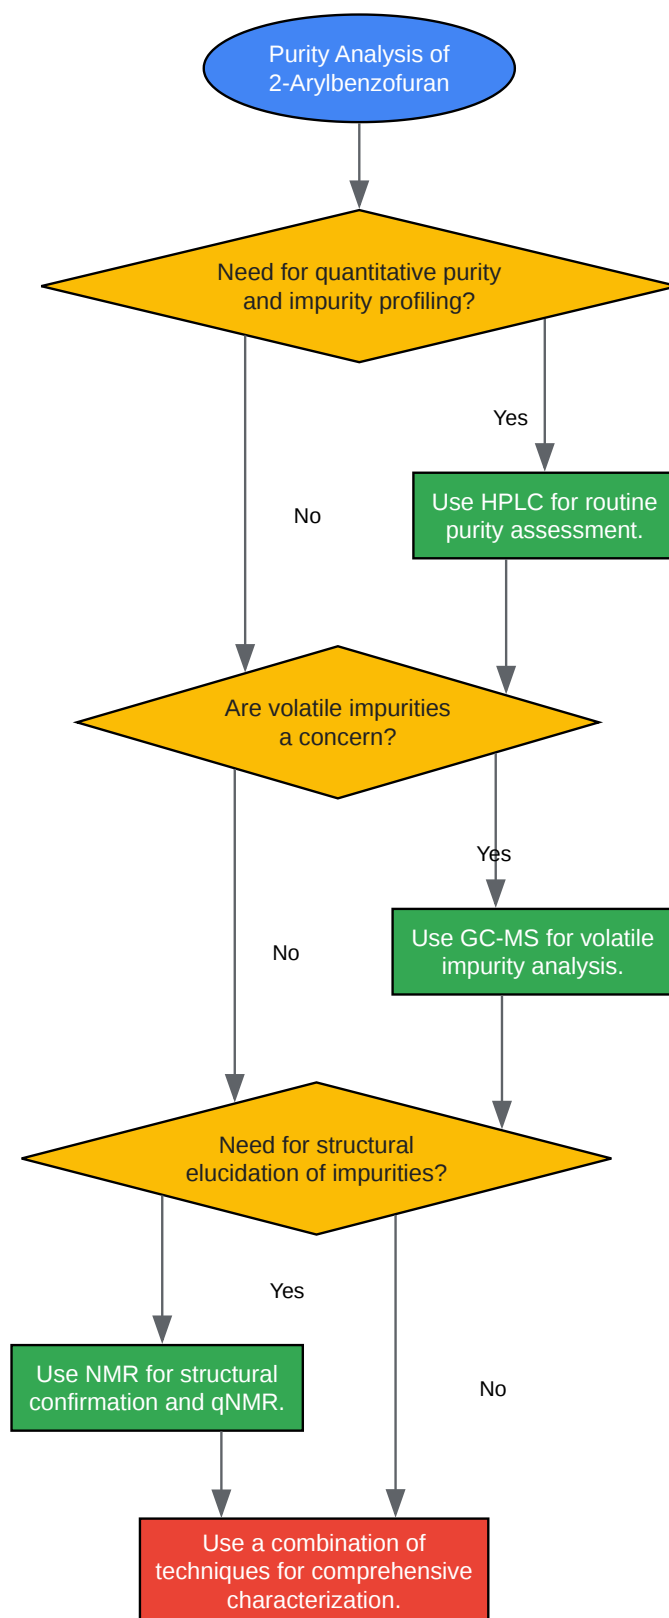 Purity Analysis of
2-Arylbenzofuran
Need for quantitative purity
and impurity profiling?
Yes
Use HPLC for routine
purity assessment.
No
Are volatile impurities
a concern?
Yes
Use GC-MS for volatile
impurity analysis.
No
Need for structural
elucidation of impurities?
Yes
Use NMR for structural
confirmation and qNMR.
No
Use a combination of
techniques for comprehensive
characterization.